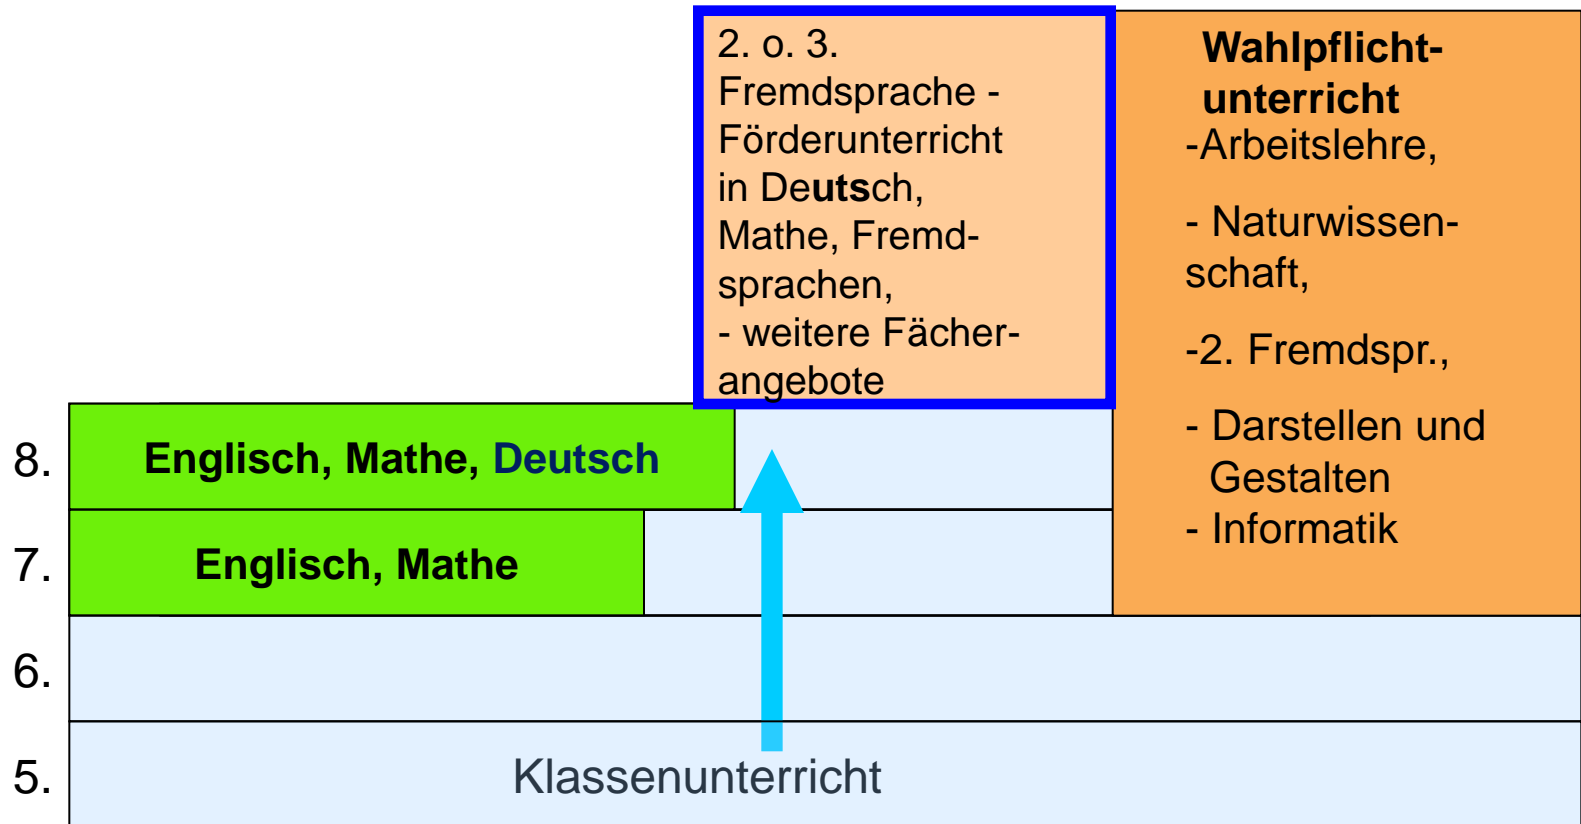 2. o. 3.
Fremdsprache -
Förderunterricht
in Deutsch,
Mathe, Fremd-
sprachen,
- weitere Fächer-
angebote
Wahlpflicht-
unterricht
-Arbeitslehre,
- Naturwissen-
schaft,
-2. Fremdspr.,
- Darstellen und
Gestalten
- Informatik
8.
Englisch, Mathe, Deutsch
7.
Englisch, Mathe
6.
5.
Klassenunterricht